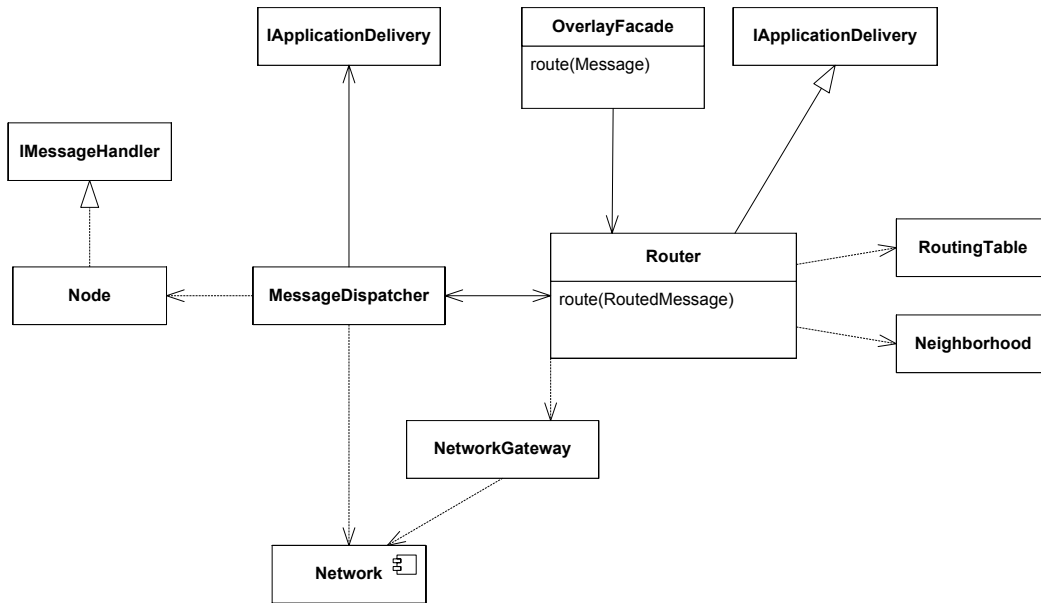 IApplicationDelivery
OverlayFacade
route(Message)
IApplicationDelivery
IMessageHandler
Node
MessageDispatcher
Router
route(RoutedMessage)
RoutingTable
Neighborhood
NetworkGateway
Network